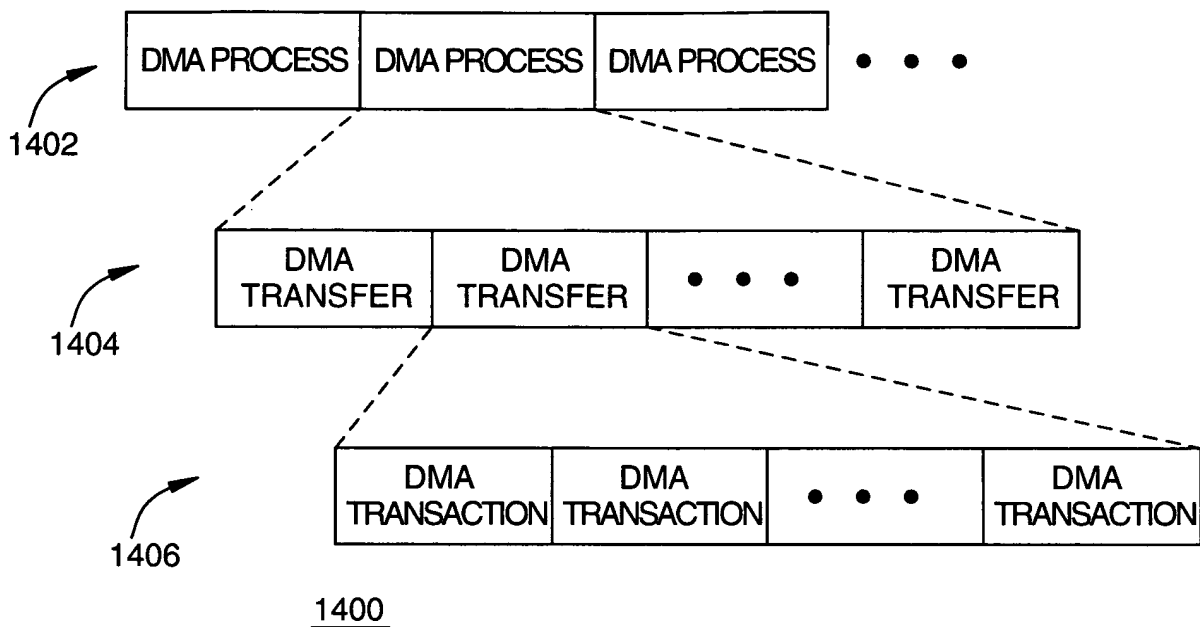 DMA PROCESS DMA PROCESS DMA PROCESS • • •
1402
DMA TRANSFER DMA TRANSFER • • • DMA TRANSFER
1404
DMA TRANSACTION DMA TRANSACTION • • • DMA TRANSACTION
1406
1400